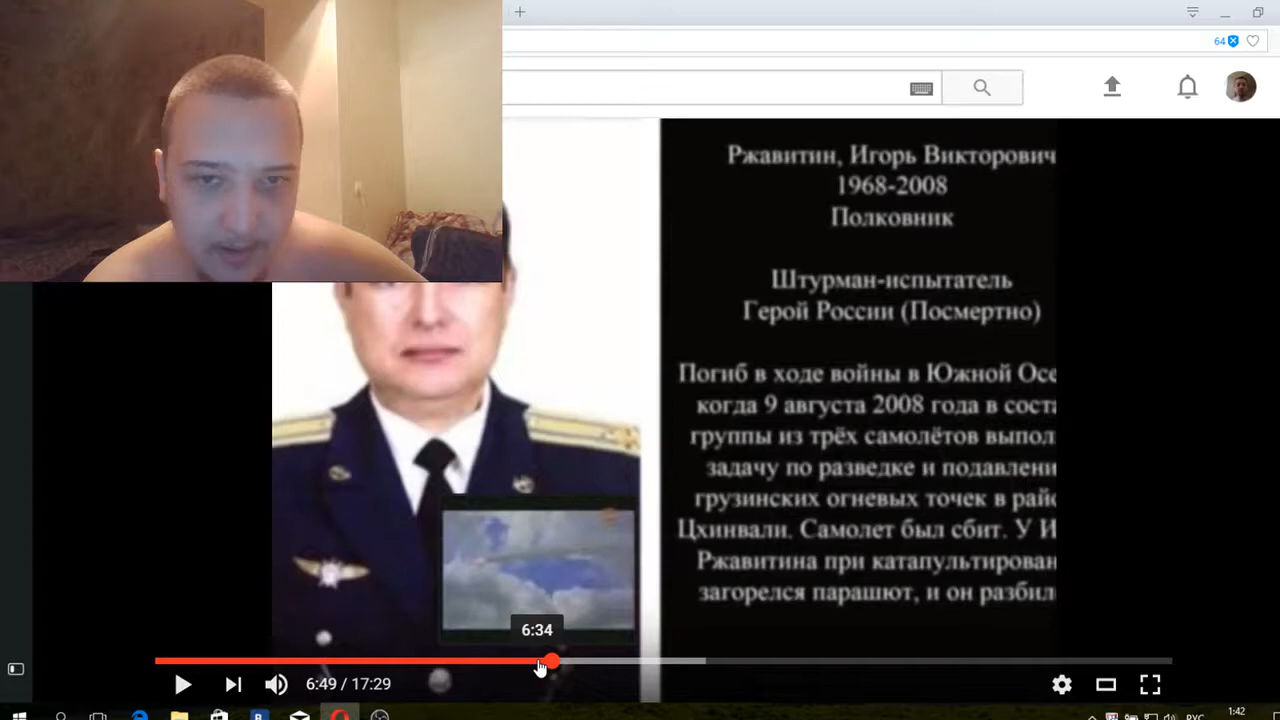 64
Ржавитин, Игорь Викторович
1968-2008
Полковник
Штурман-испытатель
Герой России (Посмертно)
Погиб в ходе войны в Южной Осе
когда 9 августа 2008 года в соста
группы из трёх самолётов выпол
задачу по разведке и подавлени
грузинских огневых точек в райо
Цхинвали. Самолет был сбит. У И
Ржавитина при катапультирован
загорелся парашют, и он разбил
6:34
6:49 / 17:29
РУС
1:42